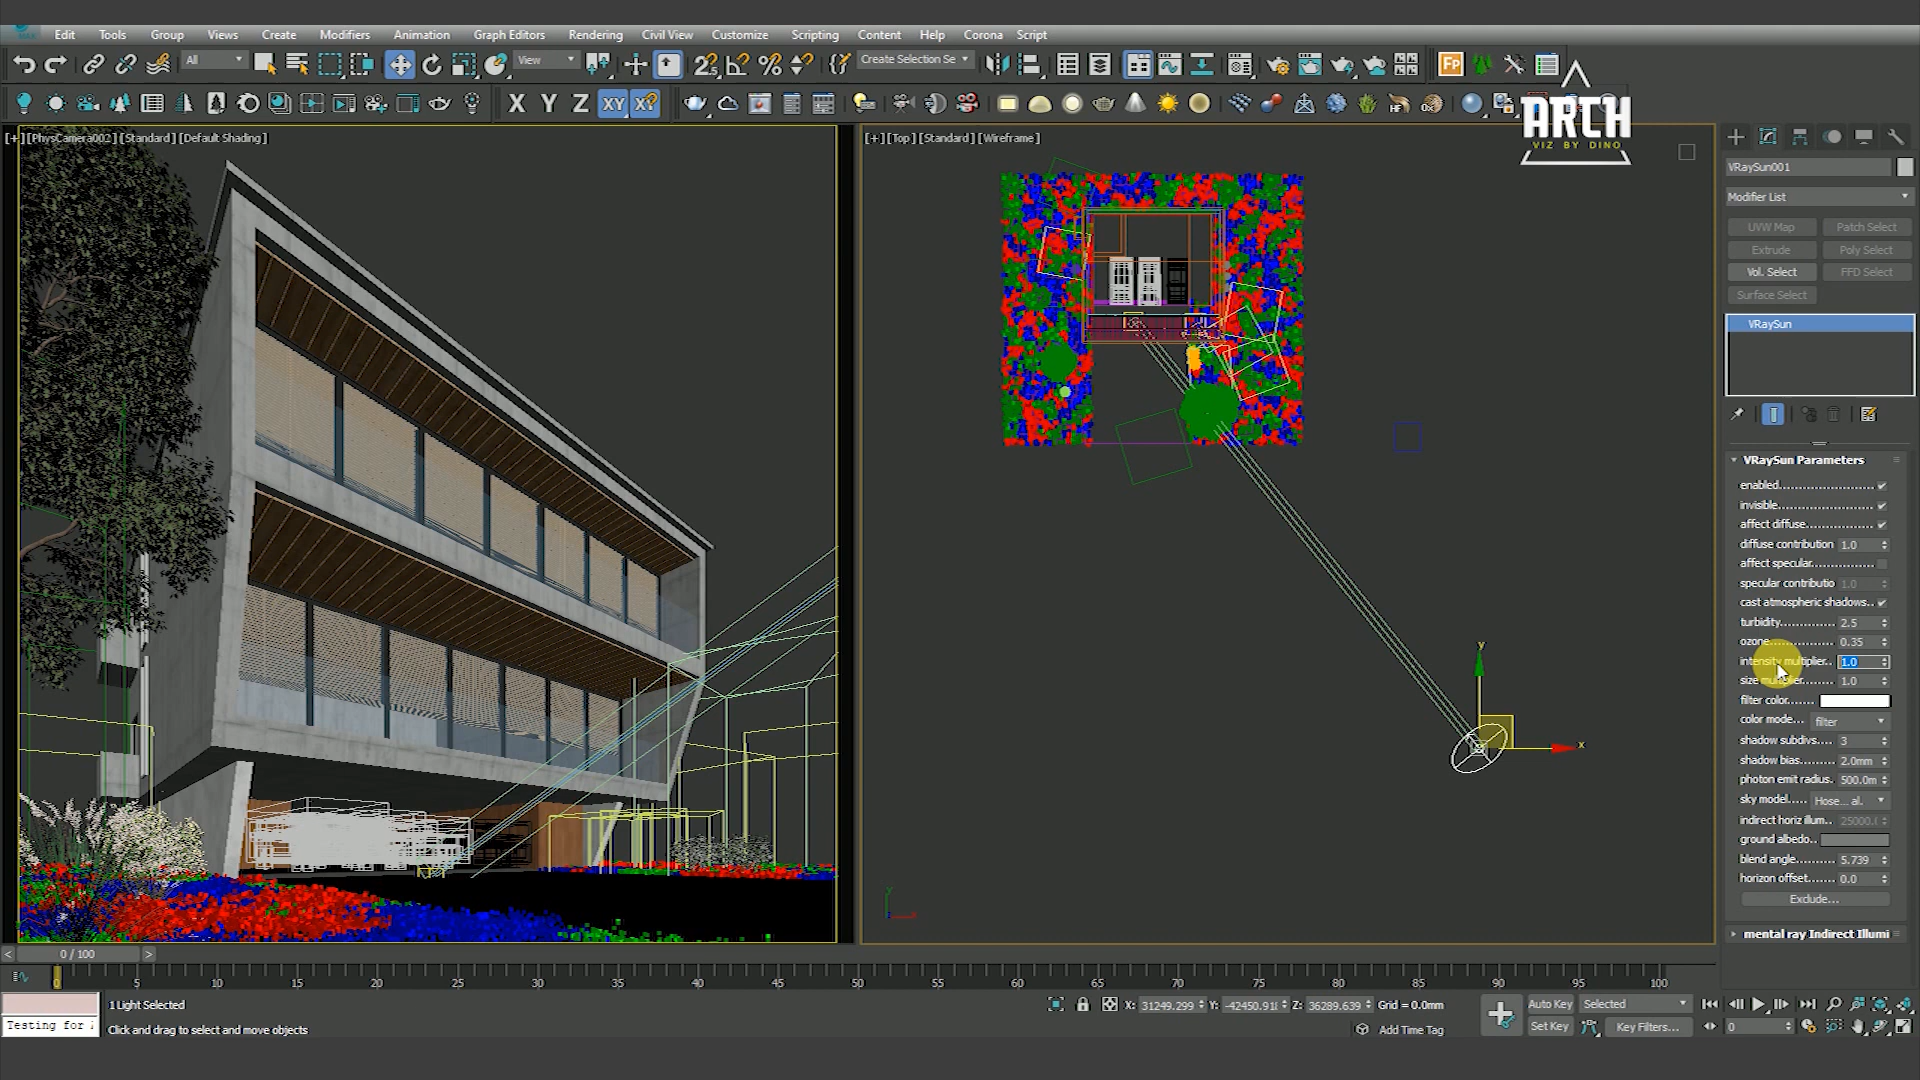 Edit Tools Group Views Create Modifiers Animation Graph Editors Rendering Civil View Customize Scripting Content Help Corona Script
All View Create Selection Se
X Y Z XY
ARCH
VIZ BY DINO
[+] [PhysCamera002] [Standard] [Default Shading]
[+] [Top] [Standard] [Wireframe]
VRaySun001
Modifier List
UVW Map Patch Select
Extrude Poly Select
Vol. Select FFD Select
Surface Select
VRaySun
VRaySun Parameters
enabled
invisible
affect diffuse
diffuse contribution 1.0
affect specular
specular contributio 1.0
cast atmospheric shadows..
turbidity 2.5
ozone 0.35
intensity multiplier.. 1.0
size multiplier 1.0
filter color
color mode... filter
shadow subdivs.. 3
shadow bias 2.0mm
photon emit radius. 500.0m
sky model..... Hose... al.
indirect horiz illum.. 25000.(
ground albedo..
blend angle 5.739
horizon offset 0.0
Exclude...
mental ray Indirect Illumi
y
x
< 0 / 100 >
0 5 10 15 20 25 30 35 40 45 50 55 60 65 70 75 80 85 90 95 100
1 Light Selected
X: 31249.299 Y: -42450.91 Z: 36289.639 Grid = 0.0mm
Auto Key Selected
Testing for
Click and drag to select and move objects
Add Time Tag
Set Key Key Filters... 0